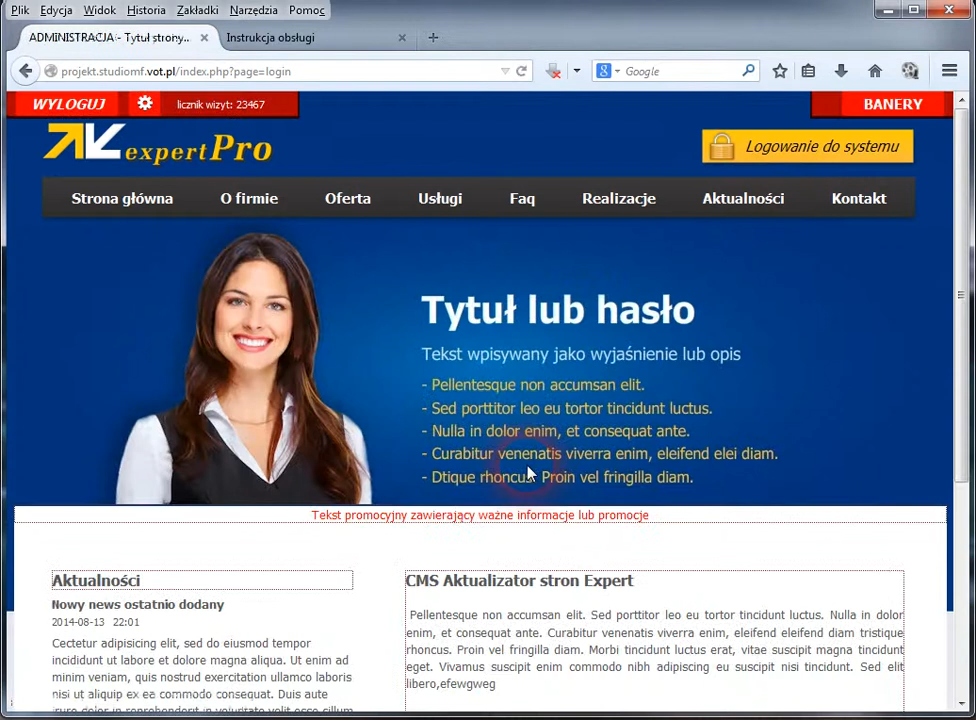 Plik Edycja Widok Historia Zakładki Narzędzia Pomoc
ADMINISTRACJA - Tytuł strony... × Instrukcja obsługi × +
projekt.studiomf.vot.pl/index.php?page=login
Google
WYLOGUJ licznik wizyt: 23467 BANERY
expertPro
Logowanie do systemu
Strona główna O firmie Oferta Usługi Faq Realizacje Aktualności Kontakt
Tytuł lub hasło
Tekst wpisywany jako wyjaśnienie lub opis
- Pellentesque non accumsan elit.
- Sed porttitor leo eu tortor tincidunt luctus.
- Nulla in dolor enim, et consequat ante.
- Curabitur venenatis viverra enim, eleifend elei diam.
- Dtique rhoncus. Proin vel fringilla diam.
Tekst promocyjny zawierający ważne informacje lub promocje
Aktualności
Nowy news ostatnio dodany
2014-08-13 22:01
Cectetur adipisicing elit, sed do eiusmod tempor
incididunt ut labore et dolore magna aliqua. Ut enim ad
minim veniam, quis nostrud exercitation ullamco laboris
nisi ut aliquip ex ea commodo consequat. Duis aute
irure dolor in reprehenderit in voluptate velit esse cillum
CMS Aktualizator stron Expert
Pellentesque non accumsan elit. Sed porttitor leo eu tortor tincidunt luctus. Nulla in dolor
enim, et consequat ante. Curabitur venenatis viverra enim, eleifend eleifend diam tristique
rhoncus. Proin vel fringilla diam. Morbi tincidunt luctus erat, vitae suscipit magna tincidunt
eget. Vivamus suscipit enim commodo nibh adipiscing eu suscipit nisi tincidunt. Sed elit
libero,efewgweg